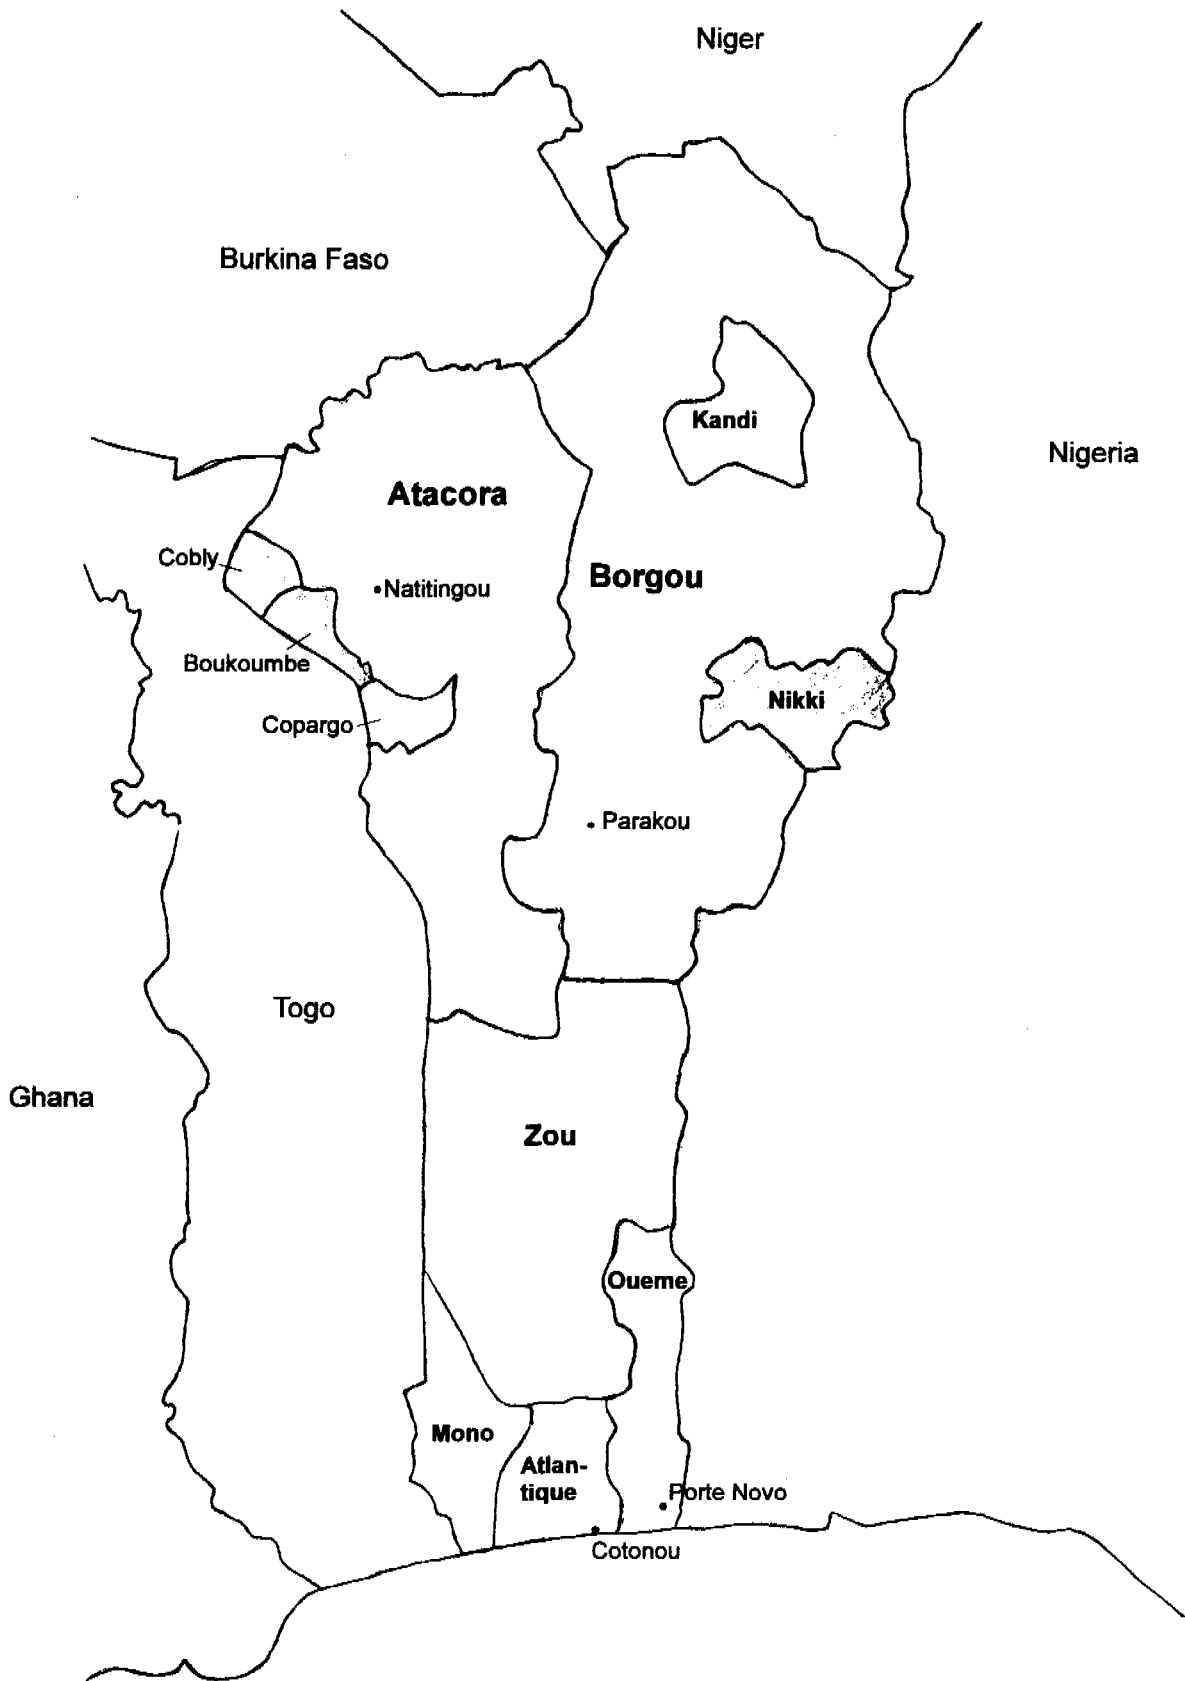 Niger
Burkina Faso
Kandi
Nigeria
Atacora
Cobly
Borgou
Natitingou
Boukoumbe
Nikki
Copargo
Parakou
Togo
Ghana
Zou
Oueme
Mono
Atlan-
tique
Porte Novo
Cotonou